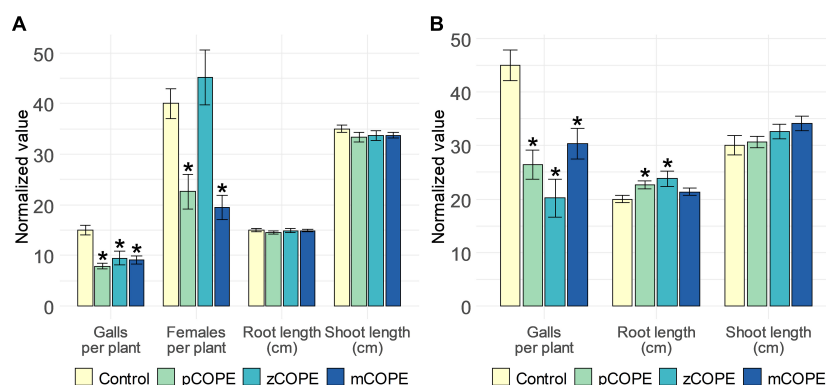 A
Normalized value
50
40
30
20
10
0
*
*
*
*
*
Galls
per plant
Females
per plant
Root length
(cm)
Shoot length
(cm)
Control pCOPE zCOPE mCOPE
B
Normalized value
50
40
30
20
10
0
*
*
*
*
*
Galls
per plant
Root length
(cm)
Shoot length
(cm)
Control pCOPE zCOPE mCOPE